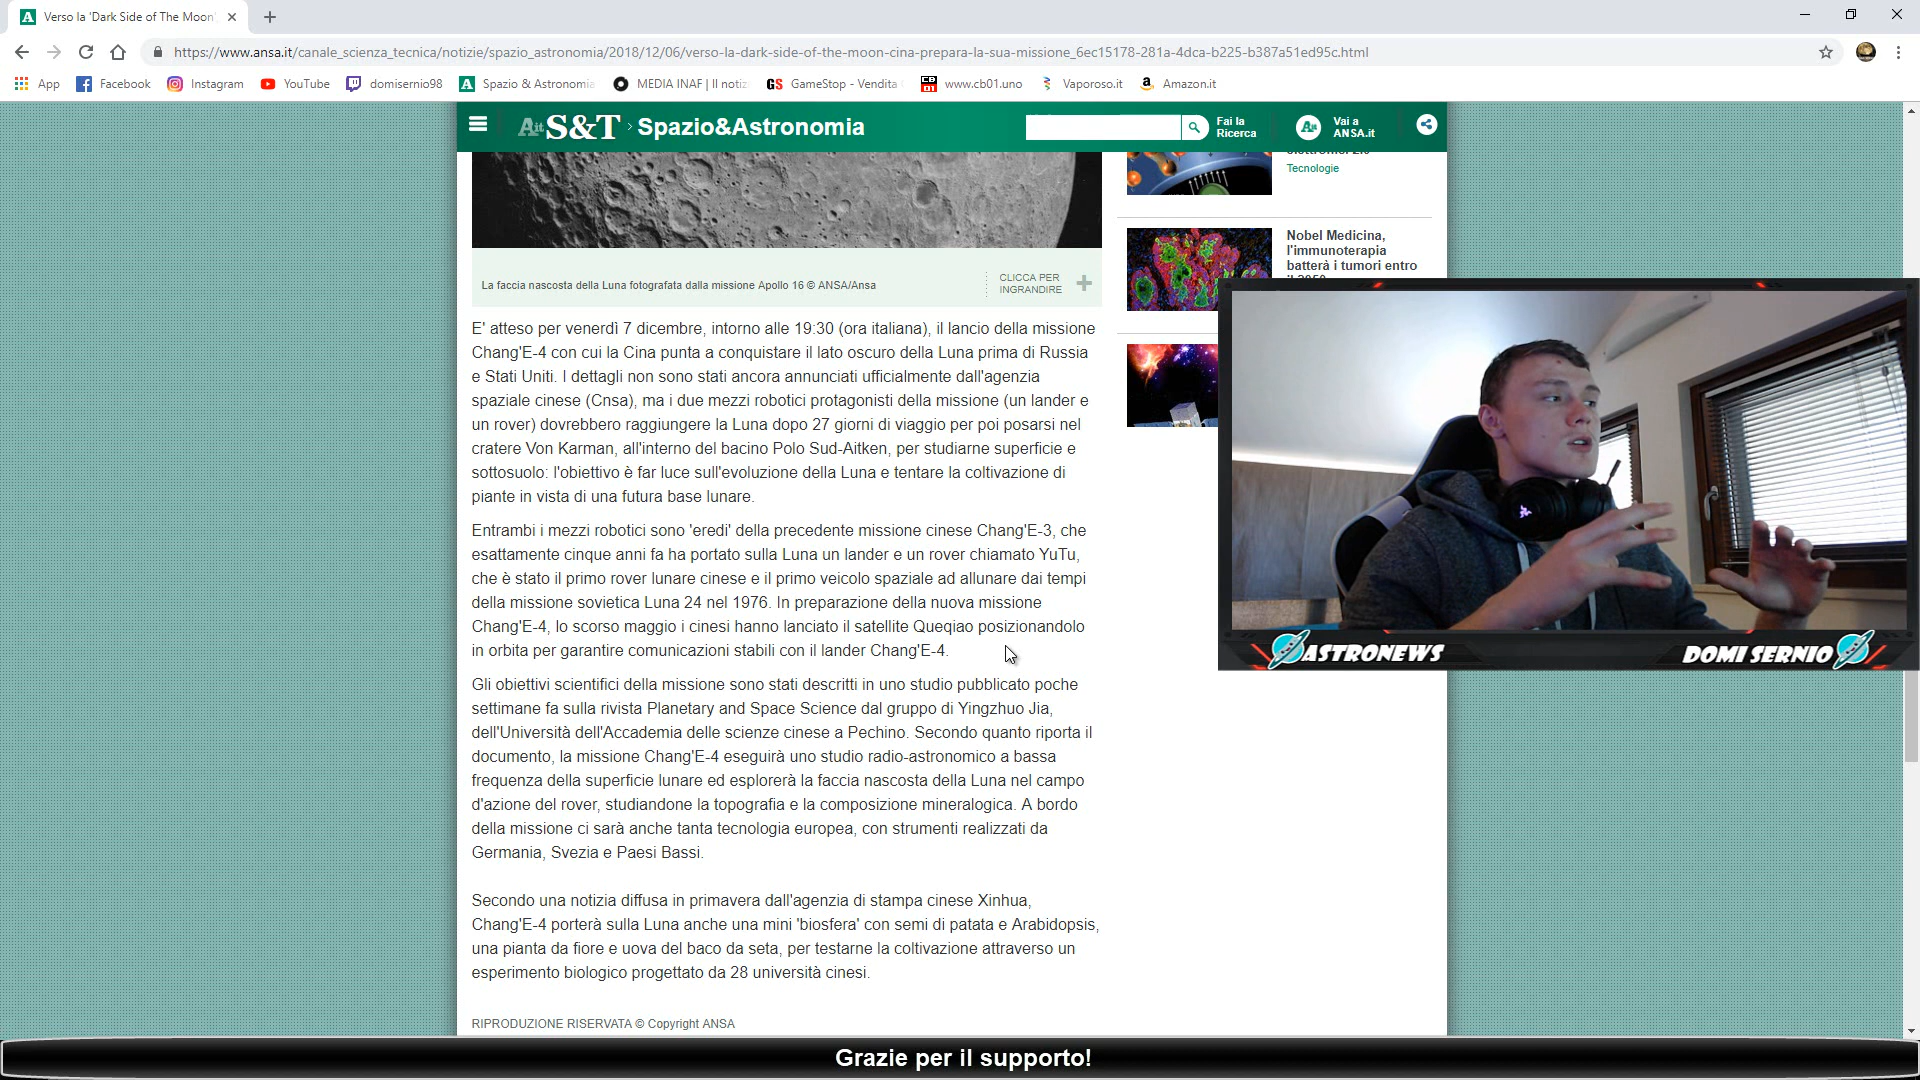 Verso la 'Dark Side of The Moon'
https://www.ansa.it/canale_scienza_tecnica/notizie/spazio_astronomia/2018/12/06/verso-la-dark-side-of-the-moon-cina-prepara-la-sua-missione_6ec15178-281a-4dca-b225-b387a51ed95c.html
App Facebook Instagram YouTube domisernio98 Spazio & Astronomia MEDIA INAF | Il notiz GameStop - Vendita www.cb01.uno Vaporoso.it Amazon.it
Ait S&T › Spazio&Astronomia
Fai la
Ricerca
Vai a
ANSA.it
Tecnologie
Nobel Medicina,
l'immunoterapia
batterà i tumori entro
La faccia nascosta della Luna fotografata dalla missione Apollo 16 © ANSA/Ansa
CLICCA PER
INGRANDIRE
E' atteso per venerdì 7 dicembre, intorno alle 19:30 (ora italiana), il lancio della missione
Chang'E-4 con cui la Cina punta a conquistare il lato oscuro della Luna prima di Russia
e Stati Uniti. I dettagli non sono stati ancora annunciati ufficialmente dall'agenzia
spaziale cinese (Cnsa), ma i due mezzi robotici protagonisti della missione (un lander e
un rover) dovrebbero raggiungere la Luna dopo 27 giorni di viaggio per poi posarsi nel
cratere Von Karman, all'interno del bacino Polo Sud-Aitken, per studiarne superficie e
sottosuolo: l'obiettivo è far luce sull'evoluzione della Luna e tentare la coltivazione di
piante in vista di una futura base lunare.
Entrambi i mezzi robotici sono 'eredi' della precedente missione cinese Chang'E-3, che
esattamente cinque anni fa ha portato sulla Luna un lander e un rover chiamato YuTu,
che è stato il primo rover lunare cinese e il primo veicolo spaziale ad allunare dai tempi
della missione sovietica Luna 24 nel 1976. In preparazione della nuova missione
Chang'E-4, lo scorso maggio i cinesi hanno lanciato il satellite Queqiao posizionandolo
in orbita per garantire comunicazioni stabili con il lander Chang'E-4.
Gli obiettivi scientifici della missione sono stati descritti in uno studio pubblicato poche
settimane fa sulla rivista Planetary and Space Science dal gruppo di Yingzhuo Jia,
dell'Università dell'Accademia delle scienze cinese a Pechino. Secondo quanto riporta il
documento, la missione Chang'E-4 eseguirà uno studio radio-astronomico a bassa
frequenza della superficie lunare ed esplorerà la faccia nascosta della Luna nel campo
d'azione del rover, studiandone la topografia e la composizione mineralogica. A bordo
della missione ci sarà anche tanta tecnologia europea, con strumenti realizzati da
Germania, Svezia e Paesi Bassi.
Secondo una notizia diffusa in primavera dall'agenzia di stampa cinese Xinhua,
Chang'E-4 porterà sulla Luna anche una mini 'biosfera' con semi di patata e Arabidopsis,
una pianta da fiore e uova del baco da seta, per testarne la coltivazione attraverso un
esperimento biologico progettato da 28 università cinesi.
RIPRODUZIONE RISERVATA © Copyright ANSA
ASTRONEWS
DOMI SERNIO
Grazie per il supporto!